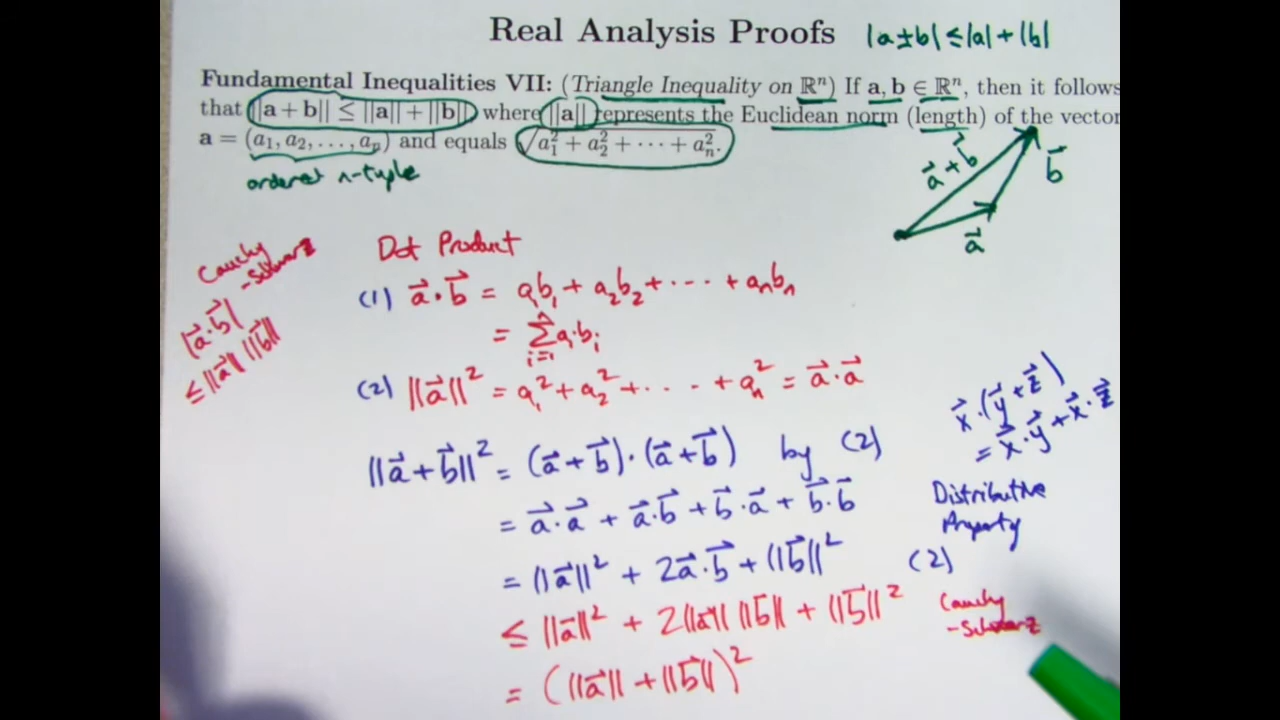 Real Analysis Proofs |a±b| ≤ |a| + |b|
Fundamental Inequalities VII: (Triangle Inequality on ℝⁿ) If a, b ∈ ℝⁿ, then it follows
that ||a + b|| ≤ ||a|| + ||b|| where ||a|| represents the Euclidean norm (length) of the vector
a = (a₁, a₂, . . . , aₙ) and equals √(a₁² + a₂² + · · · + aₙ²).
ordered n-tuple
a⃗ + b⃗
b⃗
a⃗
Cauchy
-Schwarz
|a⃗·b⃗|
≤ ||a⃗|| ||b⃗||
Dot Product
(1) a⃗·b⃗ = a₁b₁ + a₂b₂ + · · · + aₙbₙ
= Σᵢ₌₁ⁿ aᵢbᵢ
(2) ||a⃗||² = a₁² + a₂² + · · · + aₙ² = a⃗·a⃗
||a⃗ + b⃗||² = (a⃗ + b⃗)·(a⃗ + b⃗) by (2)
x⃗·(y⃗ + z⃗)
= x⃗·y⃗ + x⃗·z⃗
= a⃗·a⃗ + a⃗·b⃗ + b⃗·a⃗ + b⃗·b⃗
Distributive
Property
= ||a⃗||² + 2a⃗·b⃗ + ||b⃗||² (2)
≤ ||a⃗||² + 2||a⃗|| ||b⃗|| + ||b⃗||²
Cauchy
-Schwarz
= (||a⃗|| + ||b⃗||)²